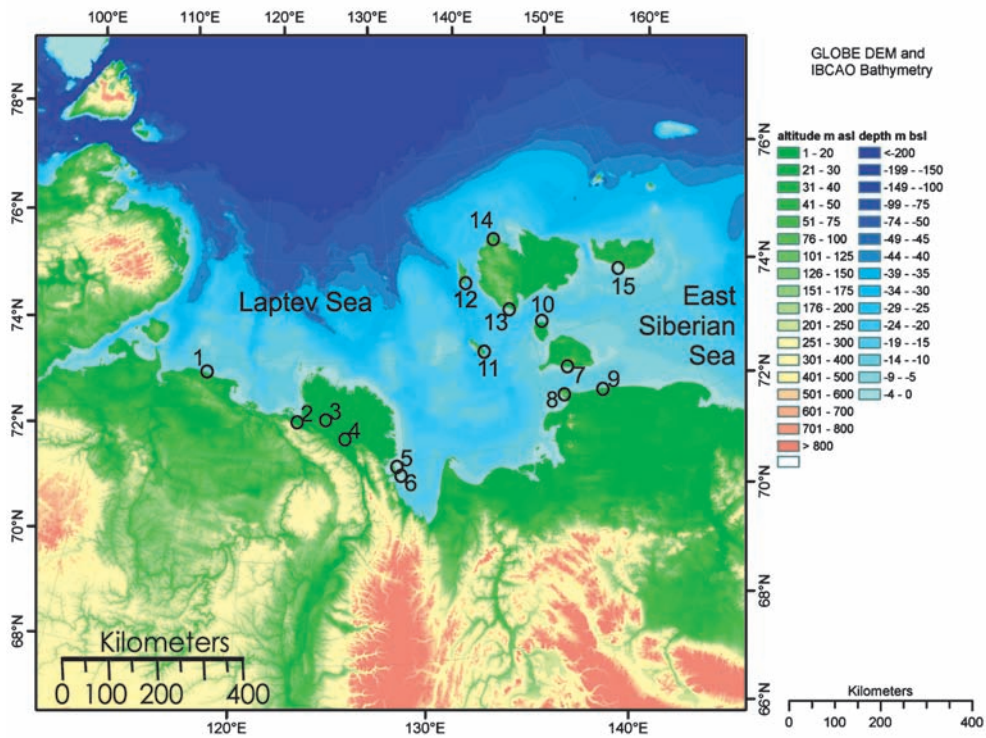 100°E 110°E 120°E 130°E 140°E 150°E 160°E
GLOBE DEM and
IBCAO Bathymetry
78°N
76°N
74°N
72°N
70°N
68°N
76°N
74°N
72°N
70°N
68°N
66°N
altitude m asl depth m bsl
1 - 20 <-200
21 - 30 -199 - -150
31 - 40 -149 - -100
41 - 50 -99 - -75
51 - 75 -74 - -50
76 - 100 -49 - -45
101 - 125 -44 - -40
126 - 150 -39 - -35
151 - 175 -34 - -30
176 - 200 -29 - -25
201 - 250 -24 - -20
251 - 300 -19 - -15
301 - 400 -14 - -10
401 - 500 -9 - -5
501 - 600 -4 - 0
601 - 700
701 - 800
> 800
14
12
13
10
15
11
Laptev Sea
East
Siberian
Sea
1
2
3
4
5
6
7
8
9
Kilometers
0 100 200 400
Kilometers
0 100 200 400
120°E 130°E 140°E